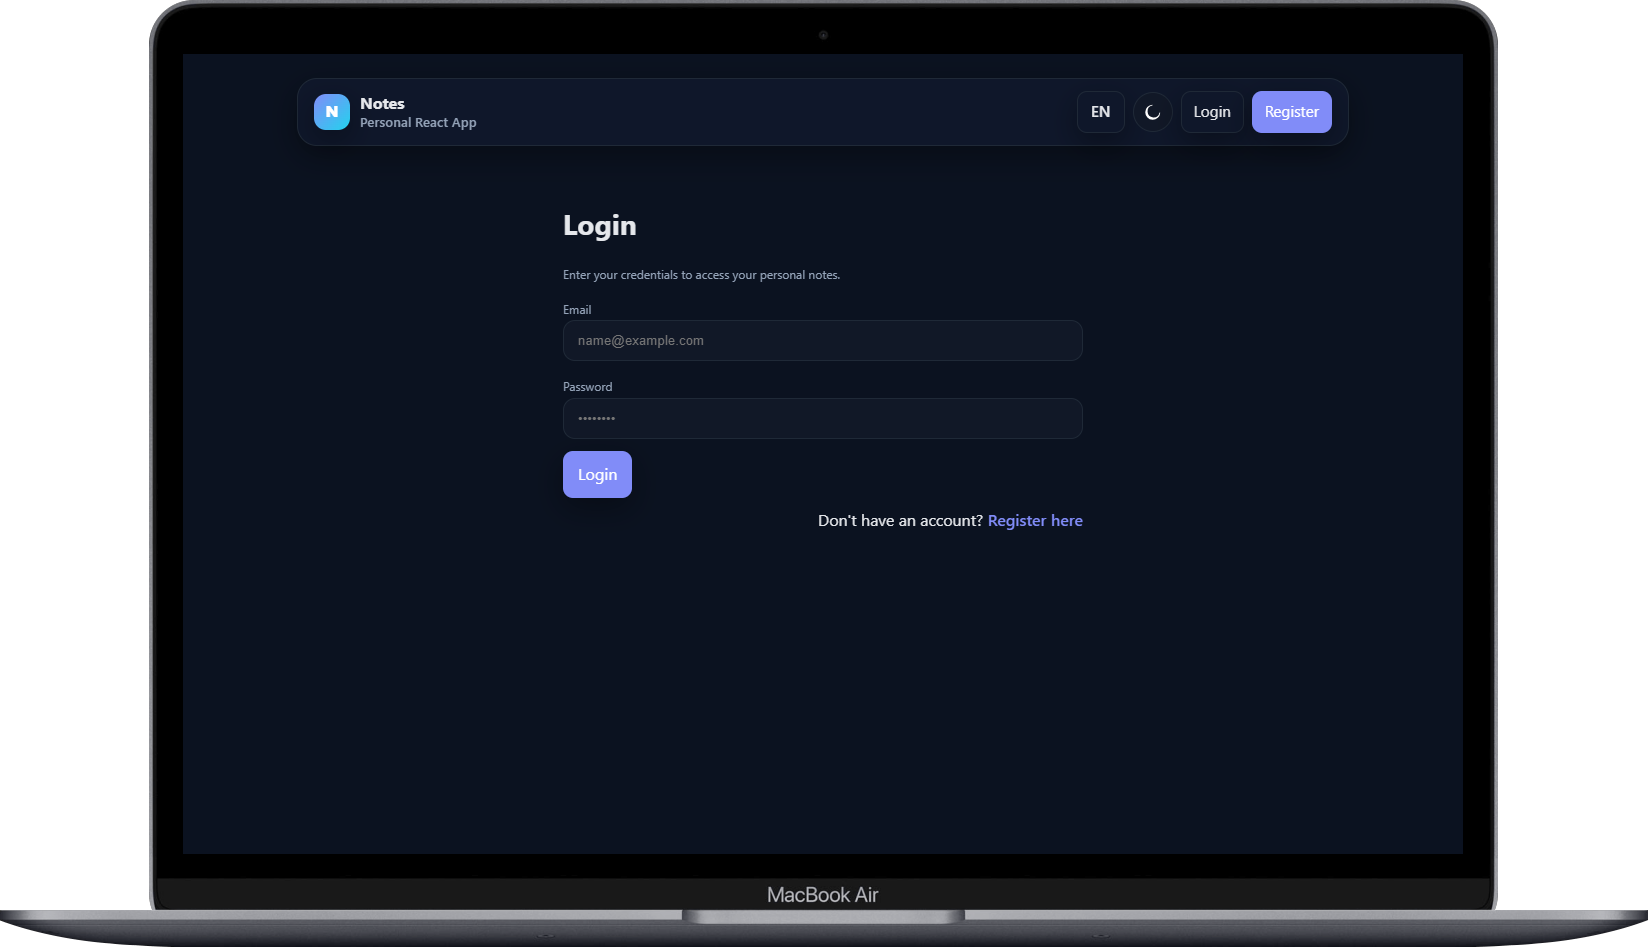 N
Notes
Personal React App
EN
Login
Register
Login
Enter your credentials to access your personal notes.
Email
name@example.com
Password
••••••••
Login
Don't have an account? Register here
MacBook Air